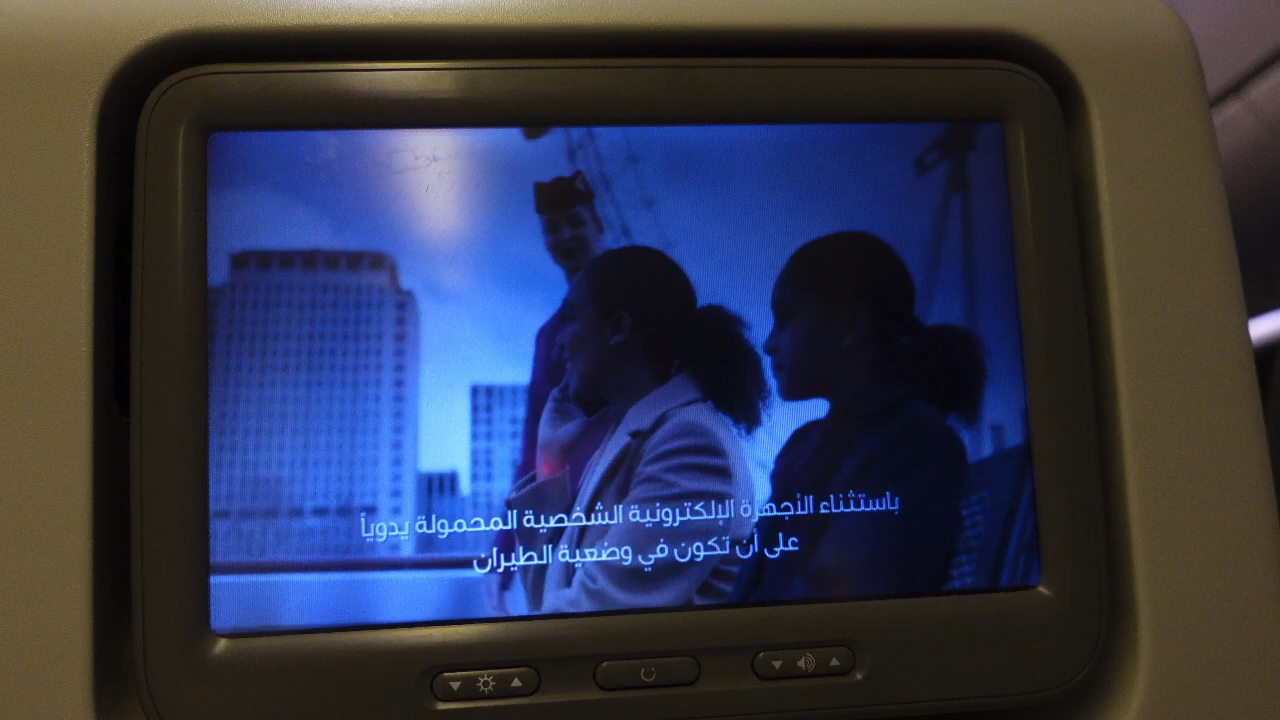 باستثناء الأجهزة الإلكترونية الشخصية المحمولة يدوياً
على أن تكون في وضعية الطيران